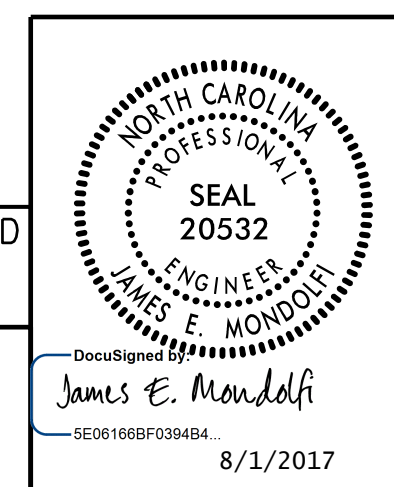 NORTH CAROLINA
PROFESSIONAL
SEAL
20532
ENGINEER
JAMES E. MONDOLFI
D
DocuSigned by:
James E. Mondolfi
5E06166BF0394B4...
8/1/2017